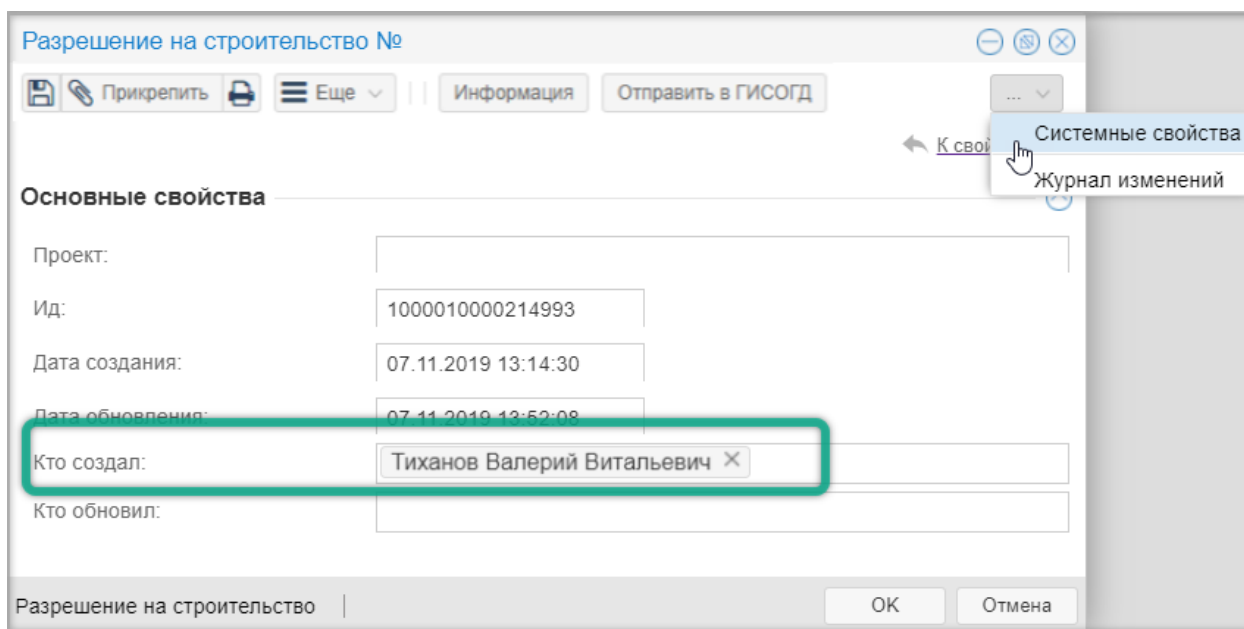 Разрешение на строительство №
Прикрепить Еще Информация Отправить в ГИСОГД ...
Системные свойства
К свой
Журнал изменений
Основные свойства
Проект:
Ид: 1000010000214993
Дата создания: 07.11.2019 13:14:30
Дата обновления: 07.11.2019 13:52:08
Кто создал: Тиханов Валерий Витальевич
Кто обновил:
Разрешение на строительство OK Отмена